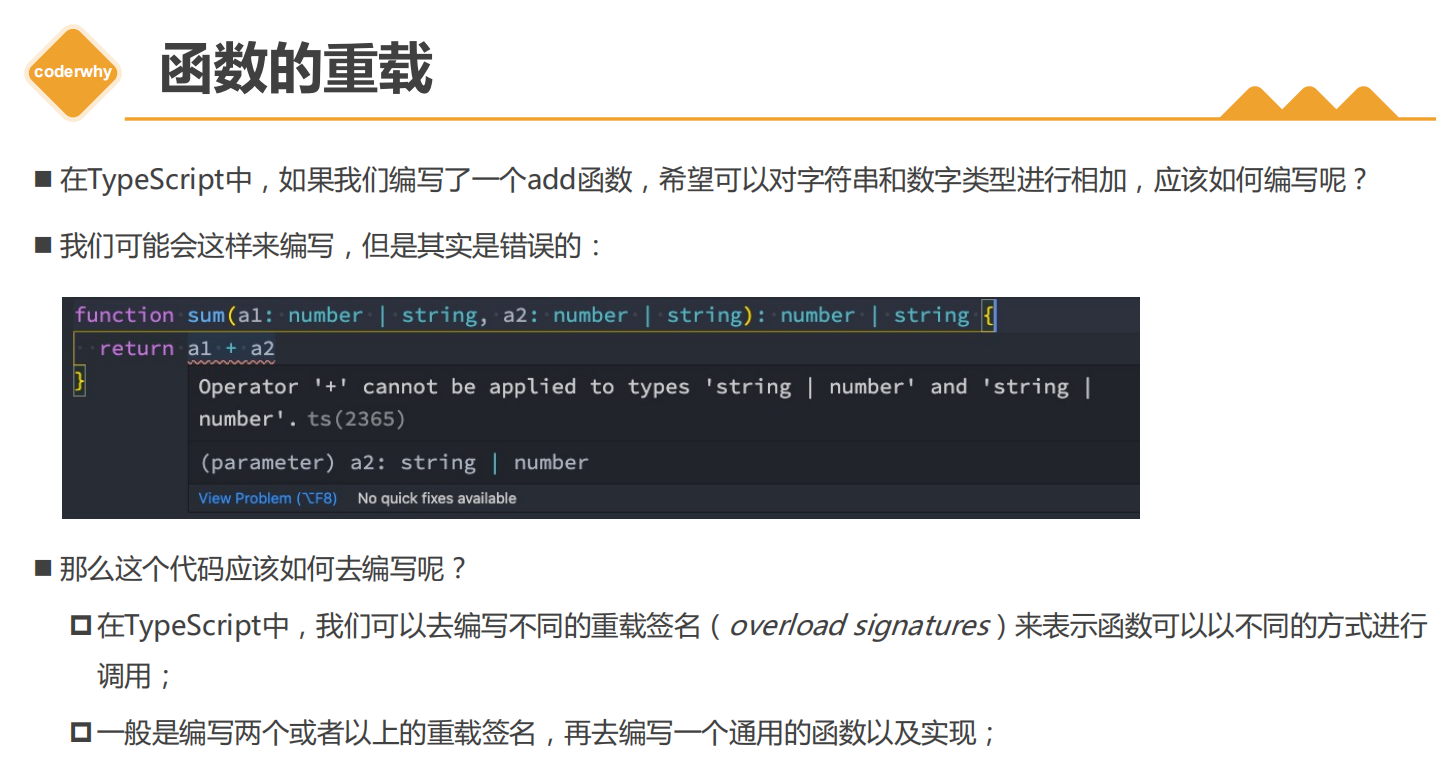 coderwhy
函数的重载
在TypeScript中，如果我们编写了一个add函数，希望可以对字符串和数字类型进行相加，应该如何编写呢？
我们可能会这样来编写，但是其实是错误的：
function sum(a1: number | string, a2: number | string): number | string {
return a1 + a2
}
Operator '+' cannot be applied to types 'string | number' and 'string |
number'. ts(2365)
(parameter) a2: string | number
View Problem (⌥F8) No quick fixes available
那么这个代码应该如何去编写呢？
在TypeScript中，我们可以去编写不同的重载签名（overload signatures）来表示函数可以以不同的方式进行
调用；
一般是编写两个或者以上的重载签名，再去编写一个通用的函数以及实现；